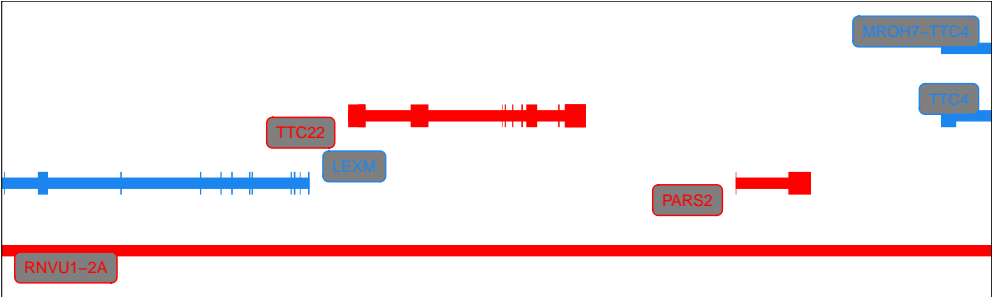 MROH7–TTC4
TTC4
TTC22
LEXM
PARS2
RNVU1–2A